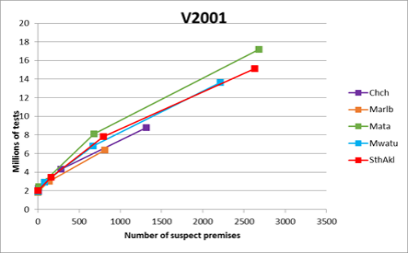 V2001
Millions of tests
20
18
16
14
12
10
8
6
4
2
0
0 500 1000 1500 2000 2500 3000 3500
Number of suspect premises
Chch
Marlb
Mata
Mwatu
SthAkl